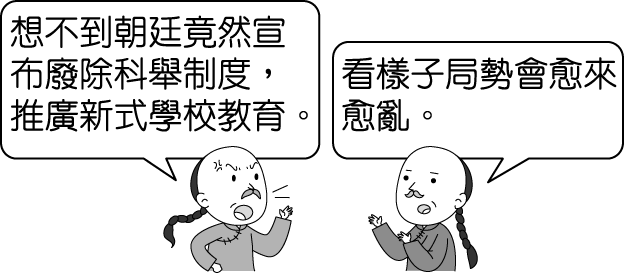 想不到朝廷竟然宣
布廢除科舉制度，
推廣新式學校教育。
看樣子局勢會愈來
愈亂。